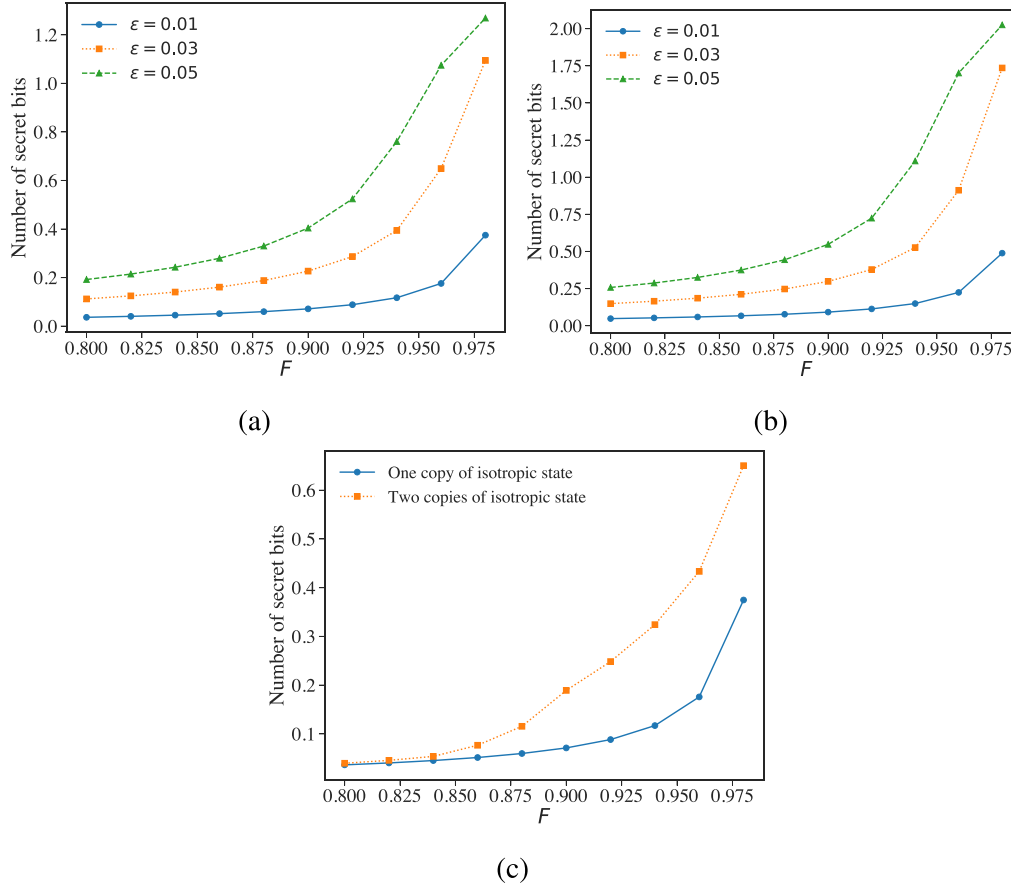 ε = 0.01
ε = 0.03
ε = 0.05
Number of secret bits
1.2
1.0
0.8
0.6
0.4
0.2
0.0
0.800 0.825 0.850 0.875 0.900 0.925 0.950 0.975
F
(a)
ε = 0.01
ε = 0.03
ε = 0.05
Number of secret bits
2.00
1.75
1.50
1.25
1.00
0.75
0.50
0.25
0.00
0.800 0.825 0.850 0.875 0.900 0.925 0.950 0.975
F
(b)
One copy of isotropic state
Two copies of isotropic state
Number of secret bits
0.6
0.5
0.4
0.3
0.2
0.1
0.800 0.825 0.850 0.875 0.900 0.925 0.950 0.975
F
(c)